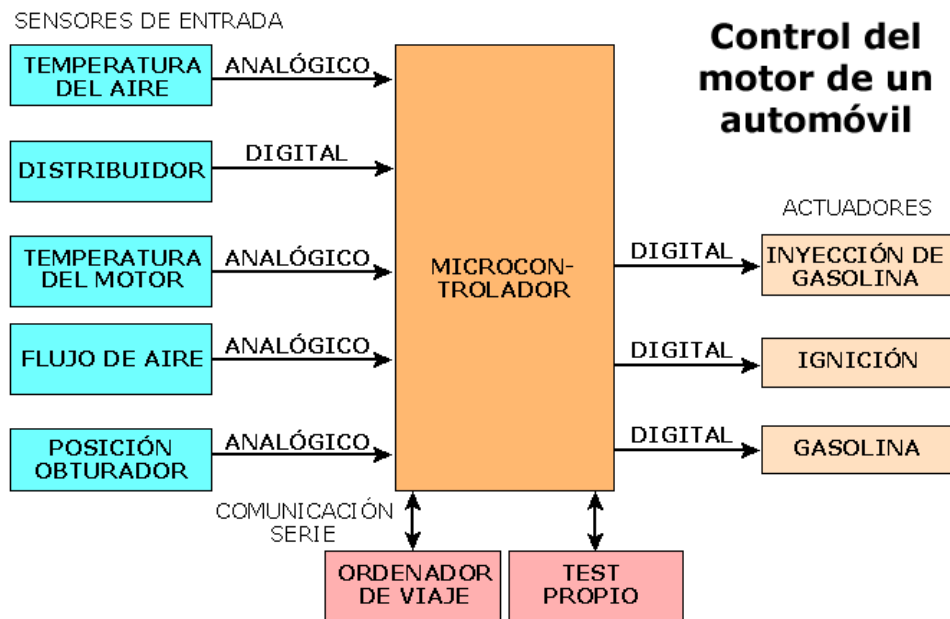 SENSORES DE ENTRADA
Control del
motor de un
automóvil
TEMPERATURA
DEL AIRE
ANALÓGICO
DISTRIBUIDOR
DIGITAL
TEMPERATURA
DEL MOTOR
ANALÓGICO
FLUJO DE AIRE
ANALÓGICO
POSICIÓN
OBTURADOR
ANALÓGICO
MICROCON-
TROLADOR
ACTUADORES
DIGITAL
INYECCIÓN DE
GASOLINA
DIGITAL
IGNICIÓN
DIGITAL
GASOLINA
COMUNICACIÓN
SERIE
ORDENADOR
DE VIAJE
TEST
PROPIO